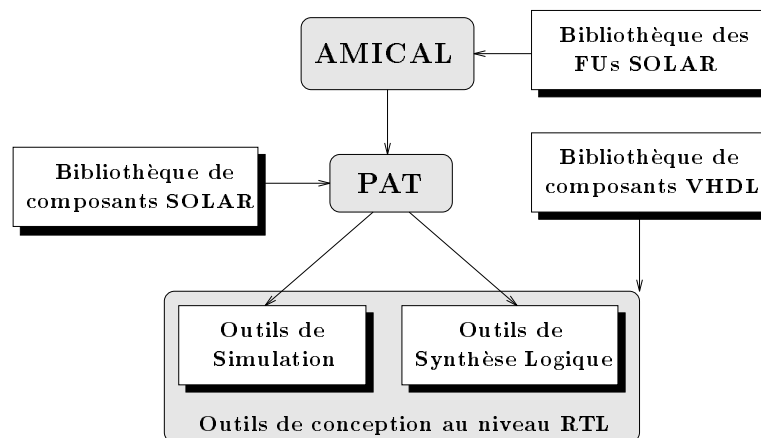 AMICAL
Bibliothèque des
FUs SOLAR
Bibliothèque de
composants SOLAR
PAT
Bibliothèque de
composants VHDL
Outils de
Simulation
Outils de
Synthèse Logique
Outils de conception au niveau RTL